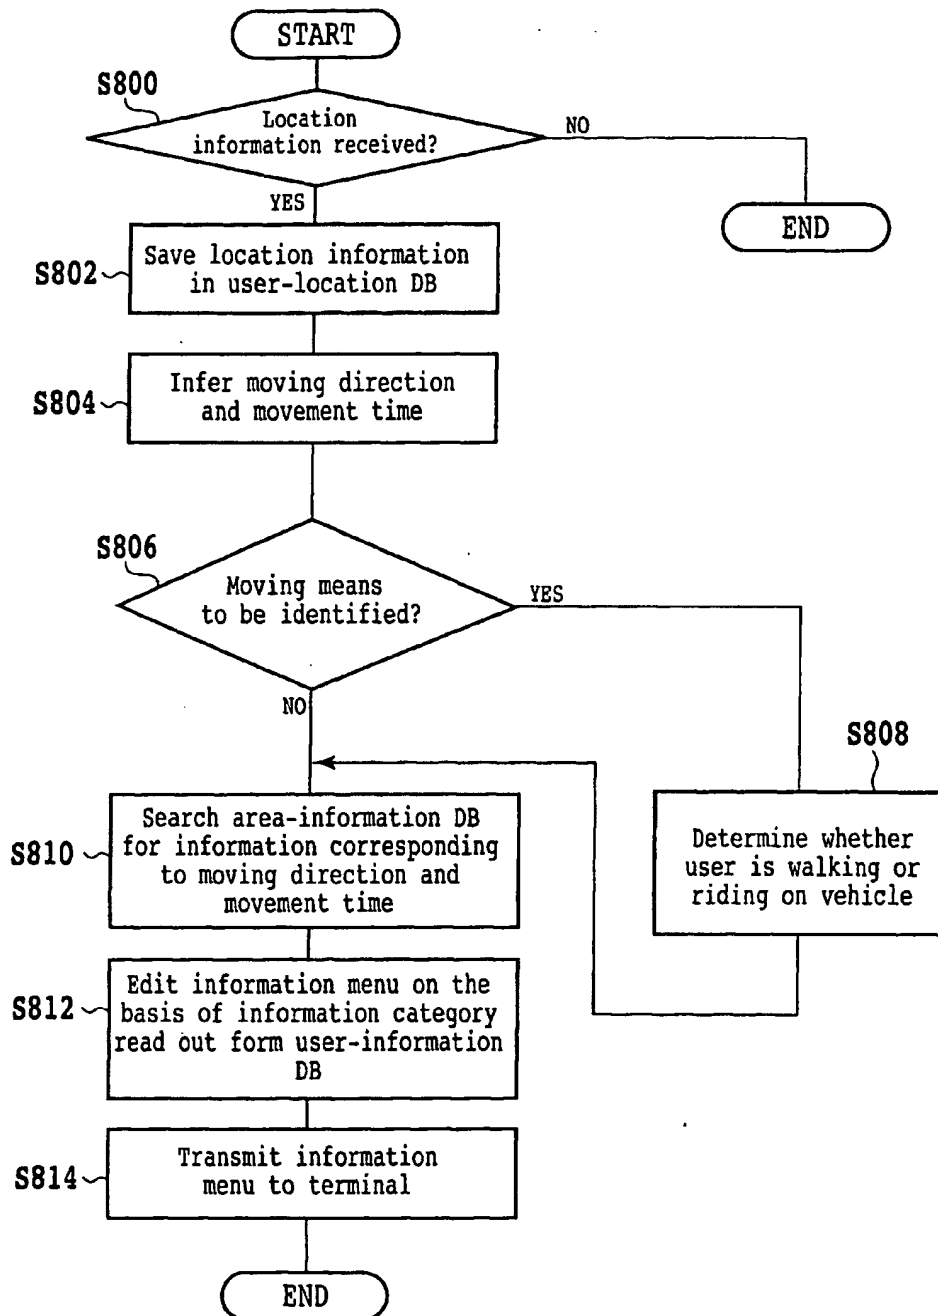 START
S800
Location
information received?
NO
YES
END
S802
Save location information
in user-location DB
S804
Infer moving direction
and movement time
S806
Moving means
to be identified?
YES
NO
S808
Determine whether
user is walking or
riding on vehicle
S810
Search area-information DB
for information corresponding
to moving direction and
movement time
S812
Edit information menu on the
basis of information category
read out form user-information
DB
S814
Transmit information
menu to terminal
END